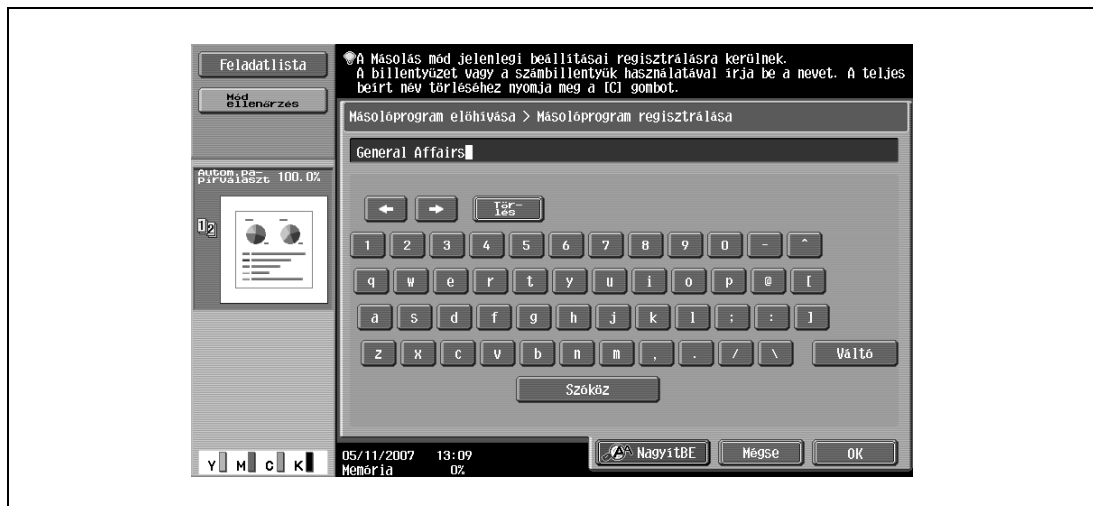 Feladatlista
Mód
ellenőrzés
A Másolás mód jelenlegi beállításai regisztrálásra kerülnek.
A billentyűzet vagy a számbillentyűk használatával írja be a nevet. A teljes
beírt név törléséhez nyomja meg a [C] gombot.
Másolóprogram előhívása > Másolóprogram regisztrálása
General Affairs
Autom.pa-
pírválaszt 100.0%
12
← → Tör-
lés
1 2 3 4 5 6 7 8 9 0 - ^
q w e r t y u i o p @ [
a s d f g h j k l ; : ]
z x c v b n m , . / \ Váltó
Szóköz
Y M C K
05/11/2007 13:09
Memória 0%
NagyítBE Mégse OK